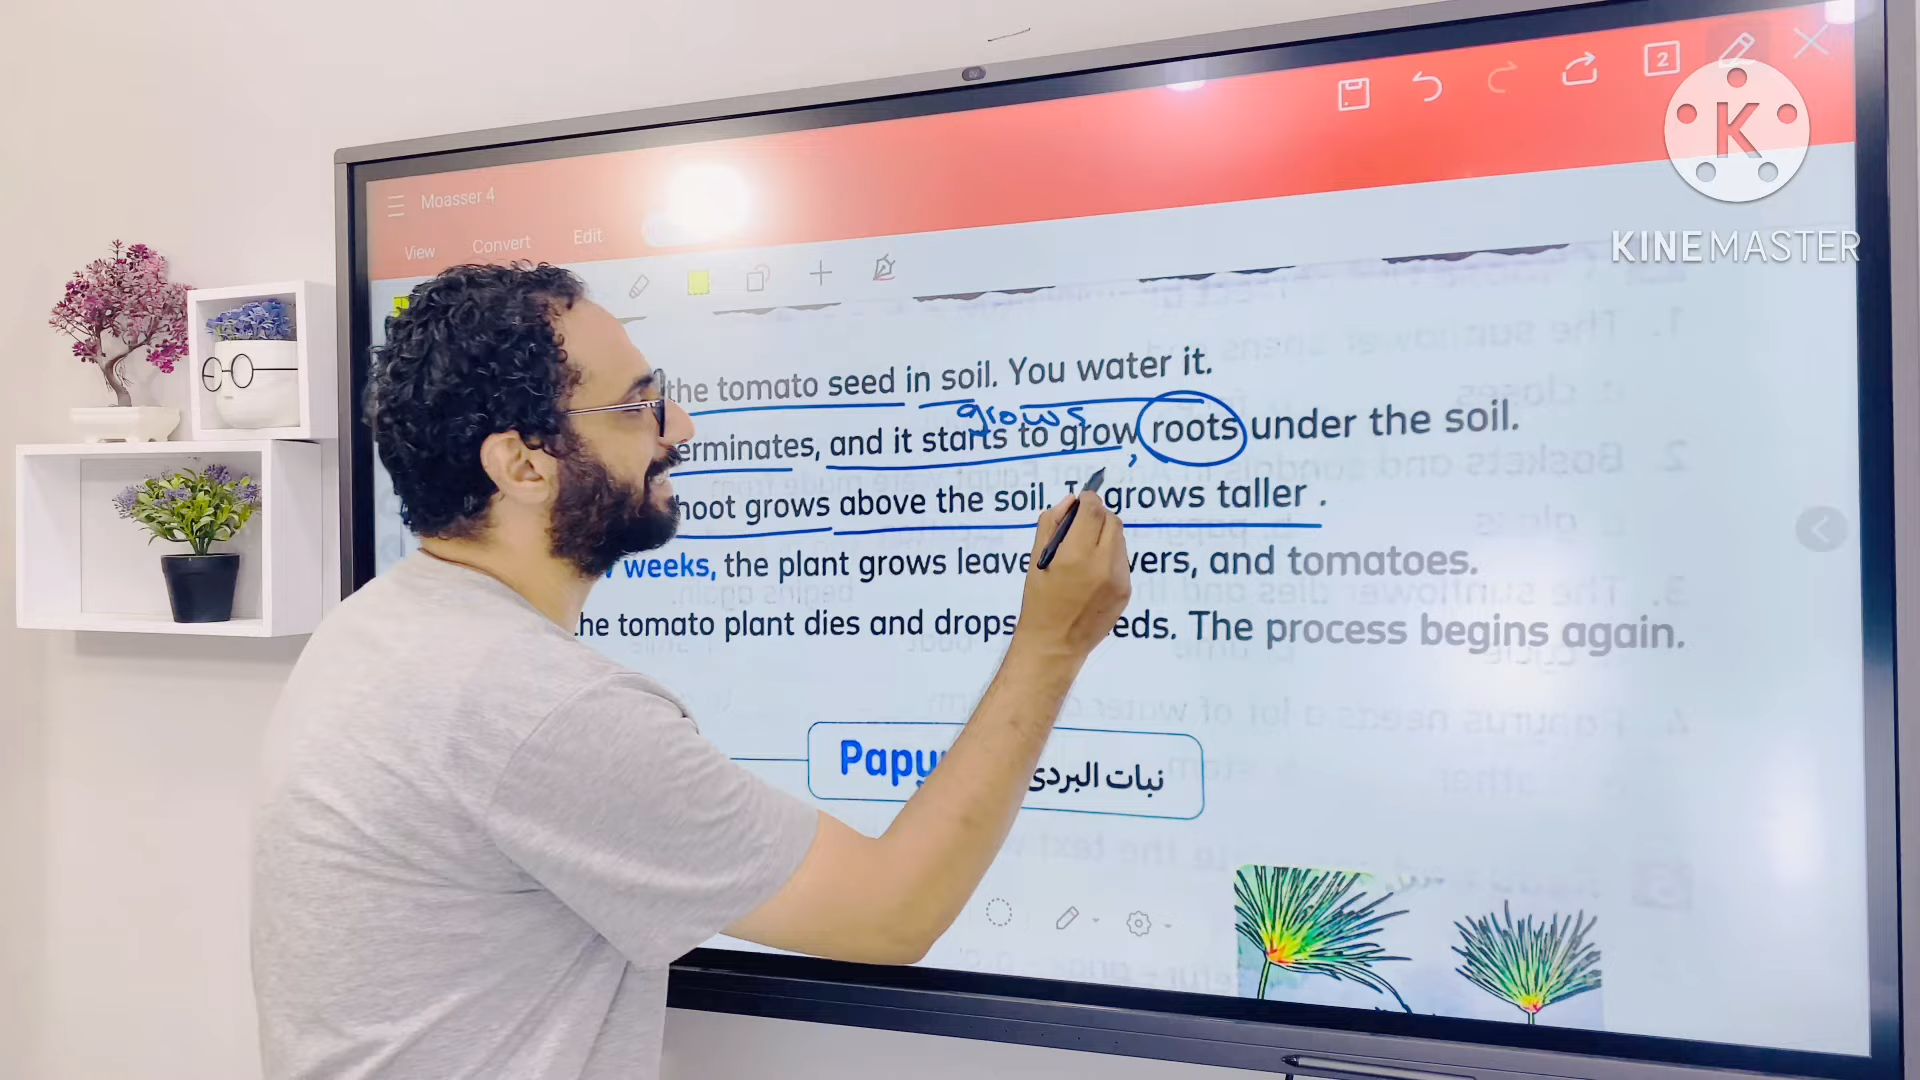 Moasser 4
2
K
KINEMASTER
View Convert Edit
the tomato seed in soil. You water it.
grows
erminates, and it starts to grow roots under the soil.
hoot grows above the soil. It grows taller .
weeks, the plant grows leave vers, and tomatoes.
he tomato plant dies and drops eds. The process begins again.
Papy نبات البردى